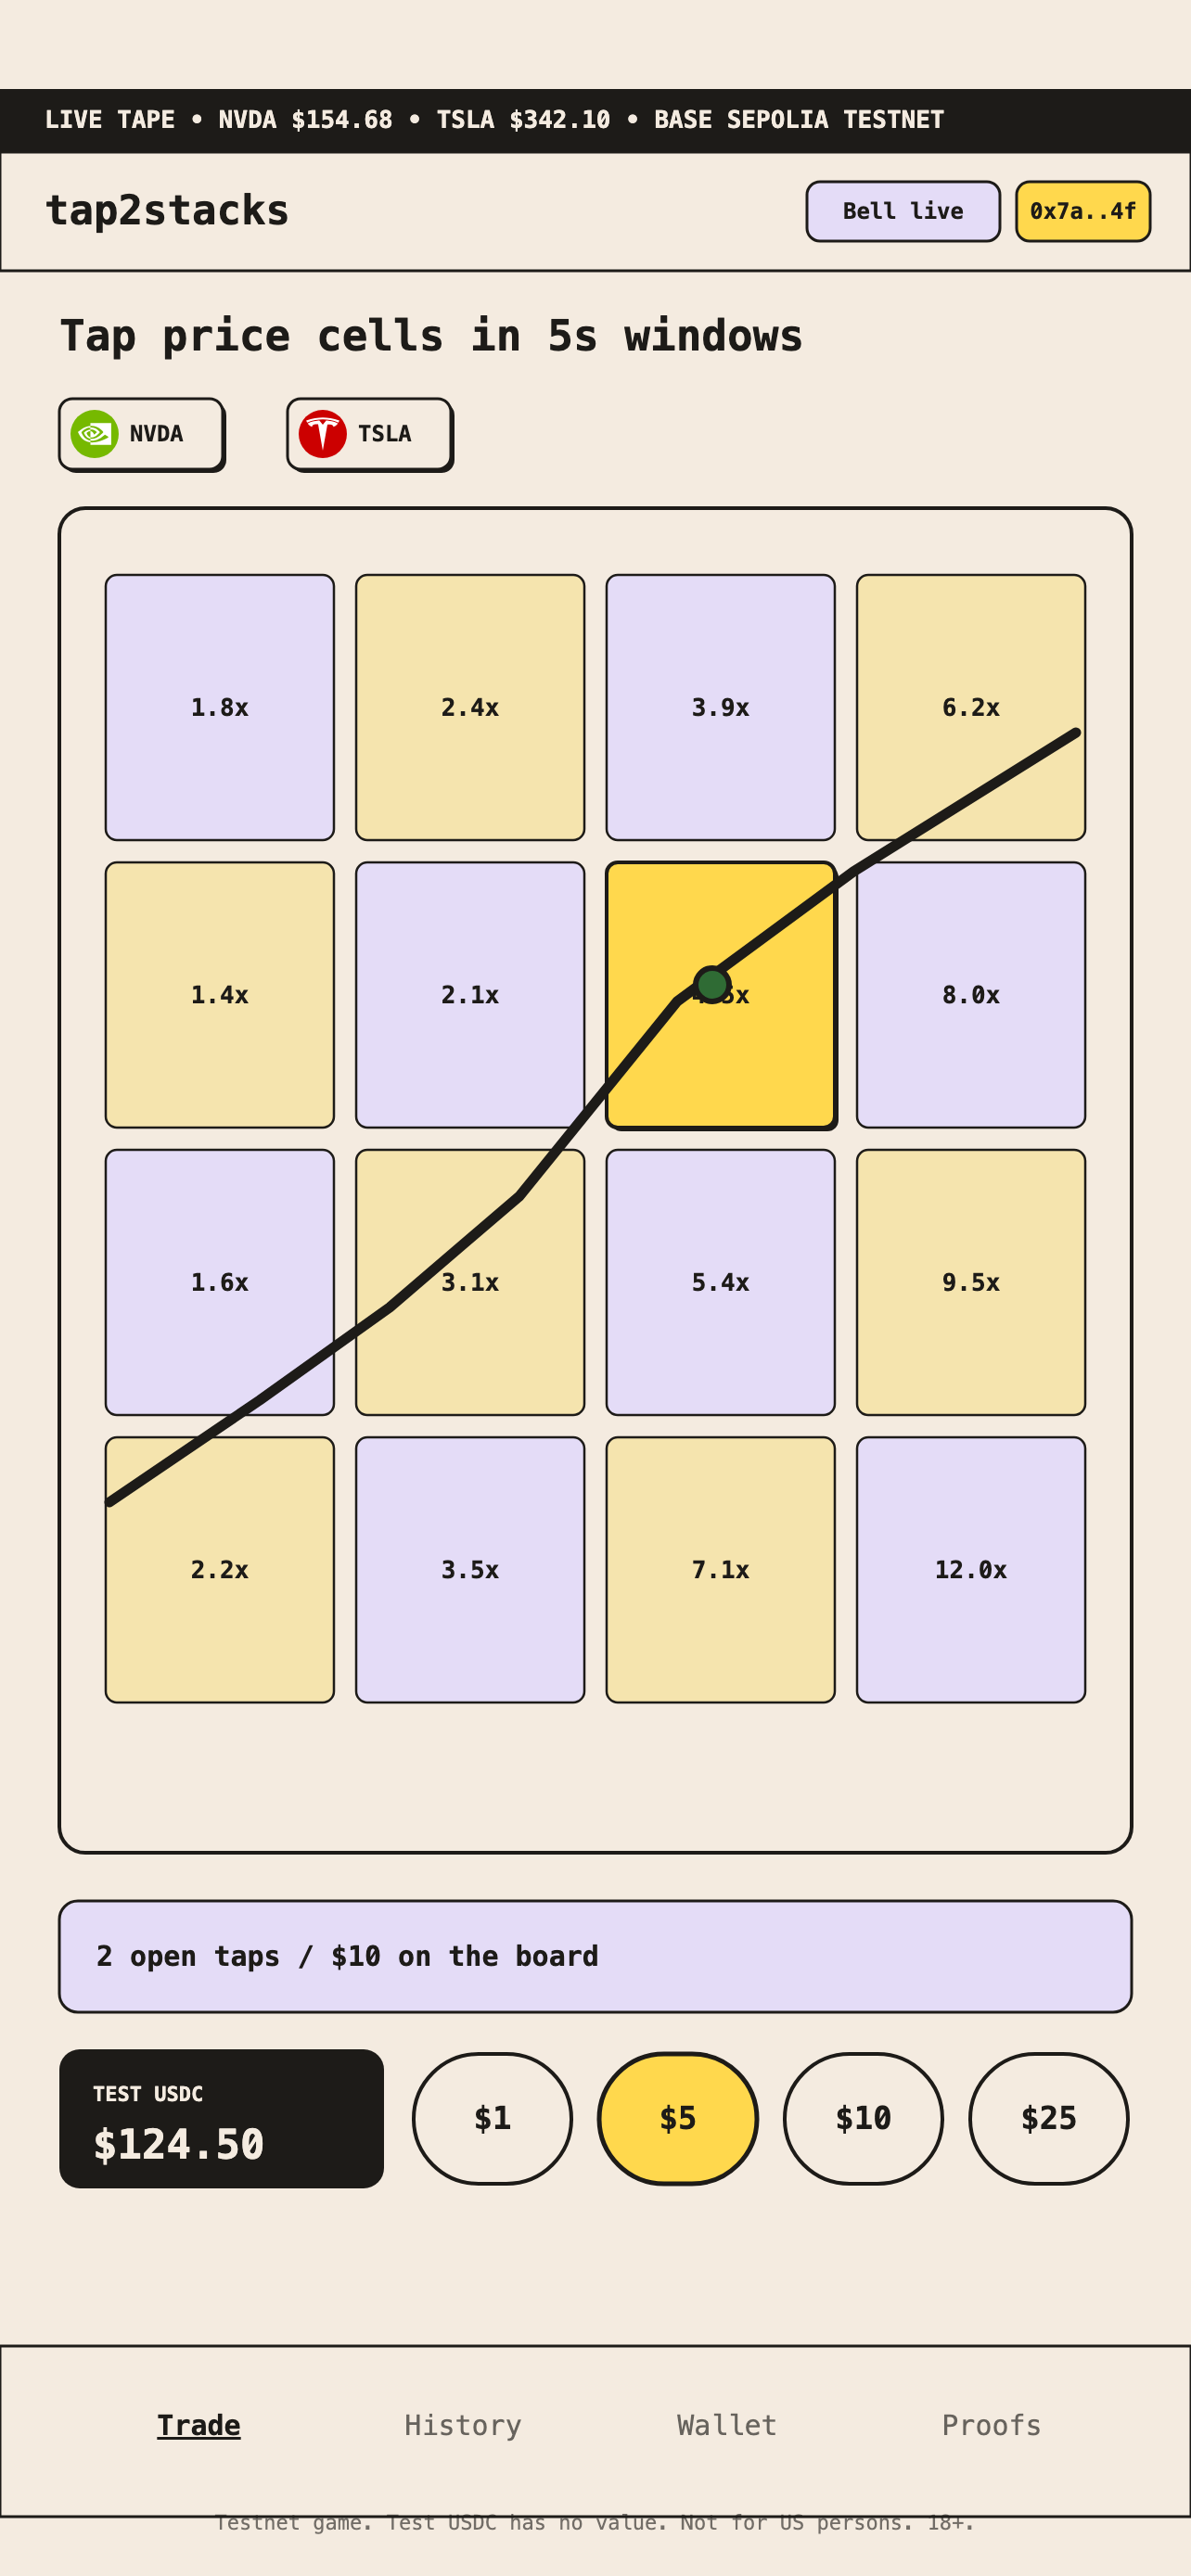 LIVE TAPE • NVDA $154.68 • TSLA $342.10 • BASE SEPOLIA TESTNET
tap2stacks
Bell live
0x7a..4f
Tap price cells in 5s windows
NVDA
TSLA
1.8x 2.4x 3.9x 6.2x
1.4x 2.1x 8.0x
1.6x 3.1x 5.4x 9.5x
2.2x 3.5x 7.1x 12.0x
2 open taps / $10 on the board
TEST USDC
$124.50
$1 $5 $10 $25
Trade History Wallet Proofs
Testnet game. Test USDC has no value. Not for US persons. 18+.